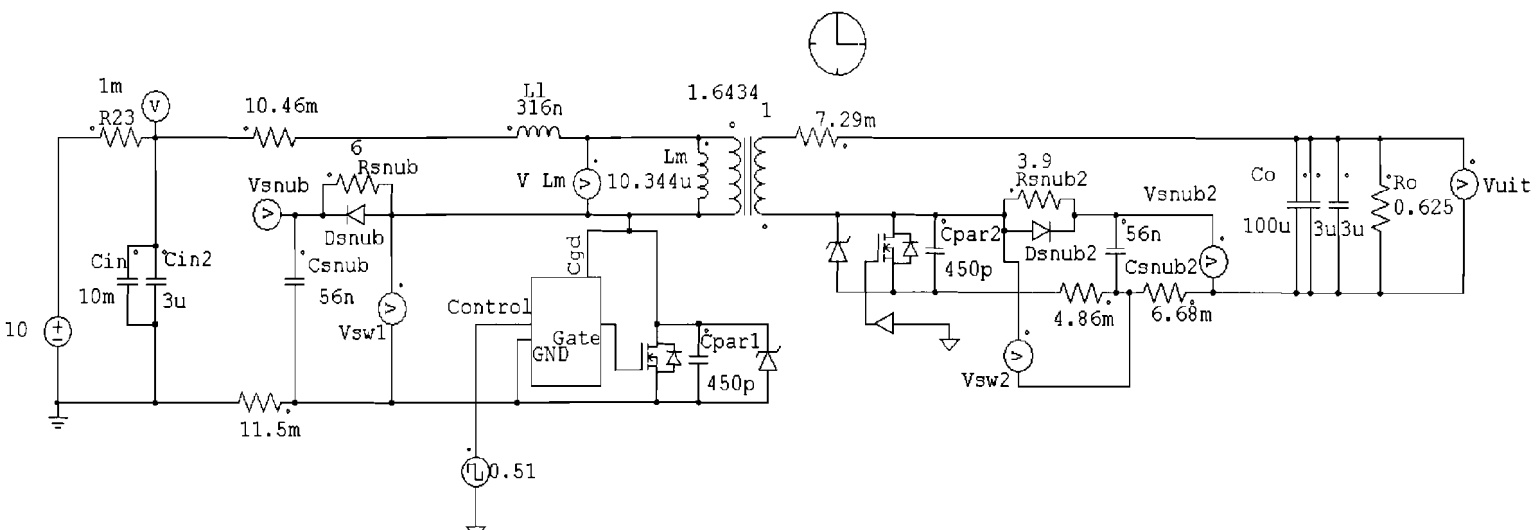 1m
R23
V
10.46m
Ll
316n
1.6434
1
7.29m
6
Rsnub
Vsnub
V
Dsnub
V Lm
V
Lm
10.344u
3.9
Rsnub2
Vsnub2
Dsnub2
56n
Csnub2
V
Co
100u
3u
3u
Ro
0.625
V
Vuit
Cin
10m
Cin2
3u
Csnub
56n
V
Vsw1
Cgd
Control
Gate
GND
Cpar1
450p
Cpar2
450p
4.86m
6.68m
V
Vsw2
10
11.5m
0.51